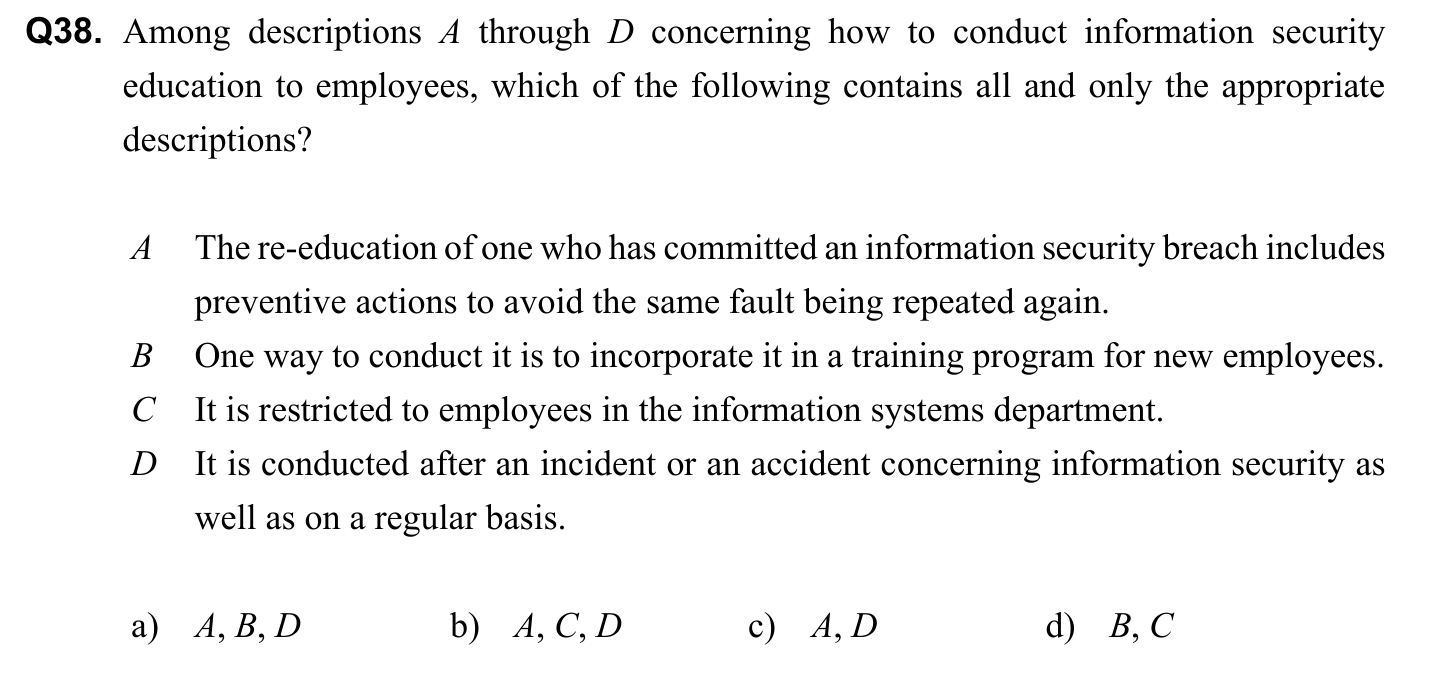 Q38. Among descriptions A through D concerning how to conduct information security
education to employees, which of the following contains all and only the appropriate
descriptions?
A The re-education of one who has committed an information security breach includes
preventive actions to avoid the same fault being repeated again.
B One way to conduct it is to incorporate it in a training program for new employees.
C It is restricted to employees in the information systems department.
D It is conducted after an incident or an accident concerning information security as
well as on a regular basis.
a) A, B, D b) A, C, D c) A, D d) B, C